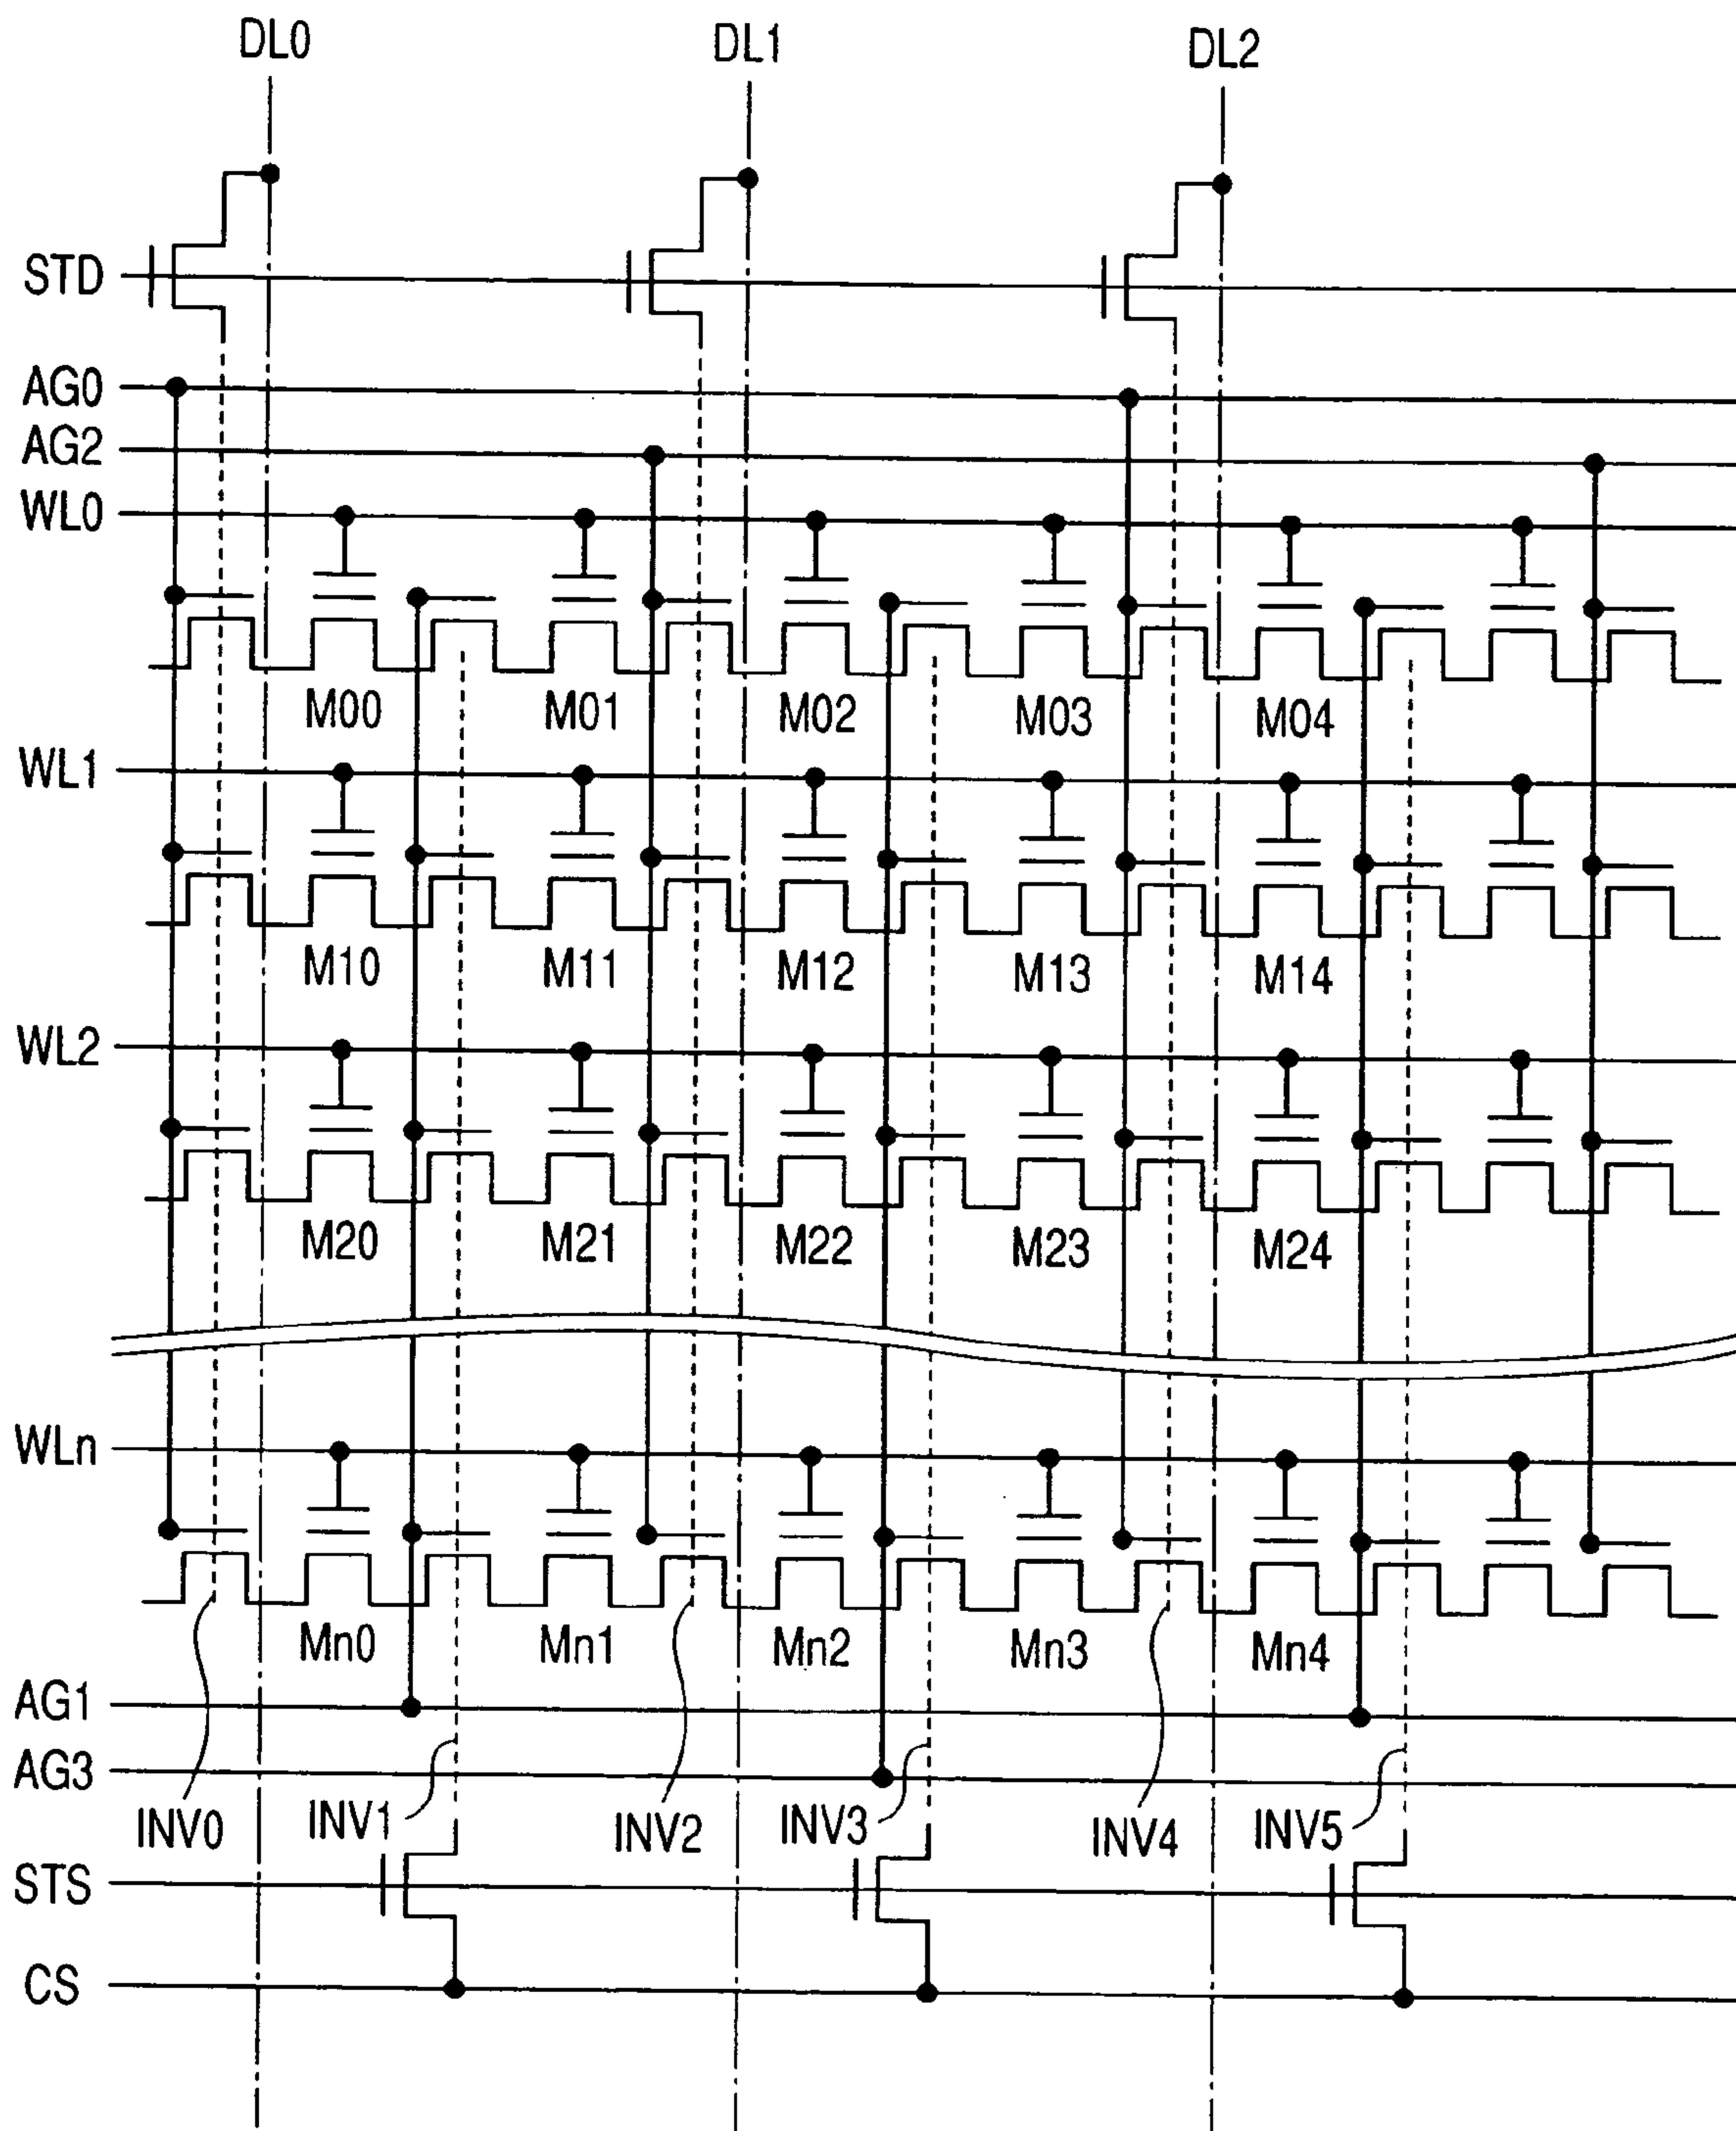 DL0 DL1 DL2
STD
AG0
AG2
WL0
M00 M01 M02 M03 M04
WL1
M10 M11 M12 M13 M14
WL2
M20 M21 M22 M23 M24
WLn
Mn0 Mn1 Mn2 Mn3 Mn4
AG1
AG3
INV0 INV1 INV2 INV3 INV4 INV5
STS
CS